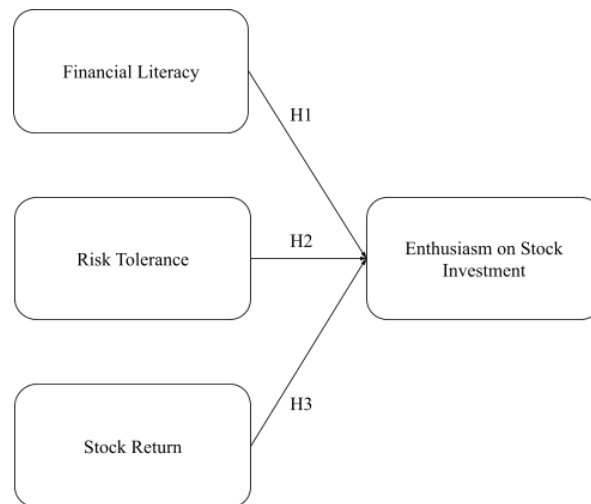 Financial Literacy
H1
Risk Tolerance
H2
Enthusiasm on Stock
Investment
H3
Stock Return